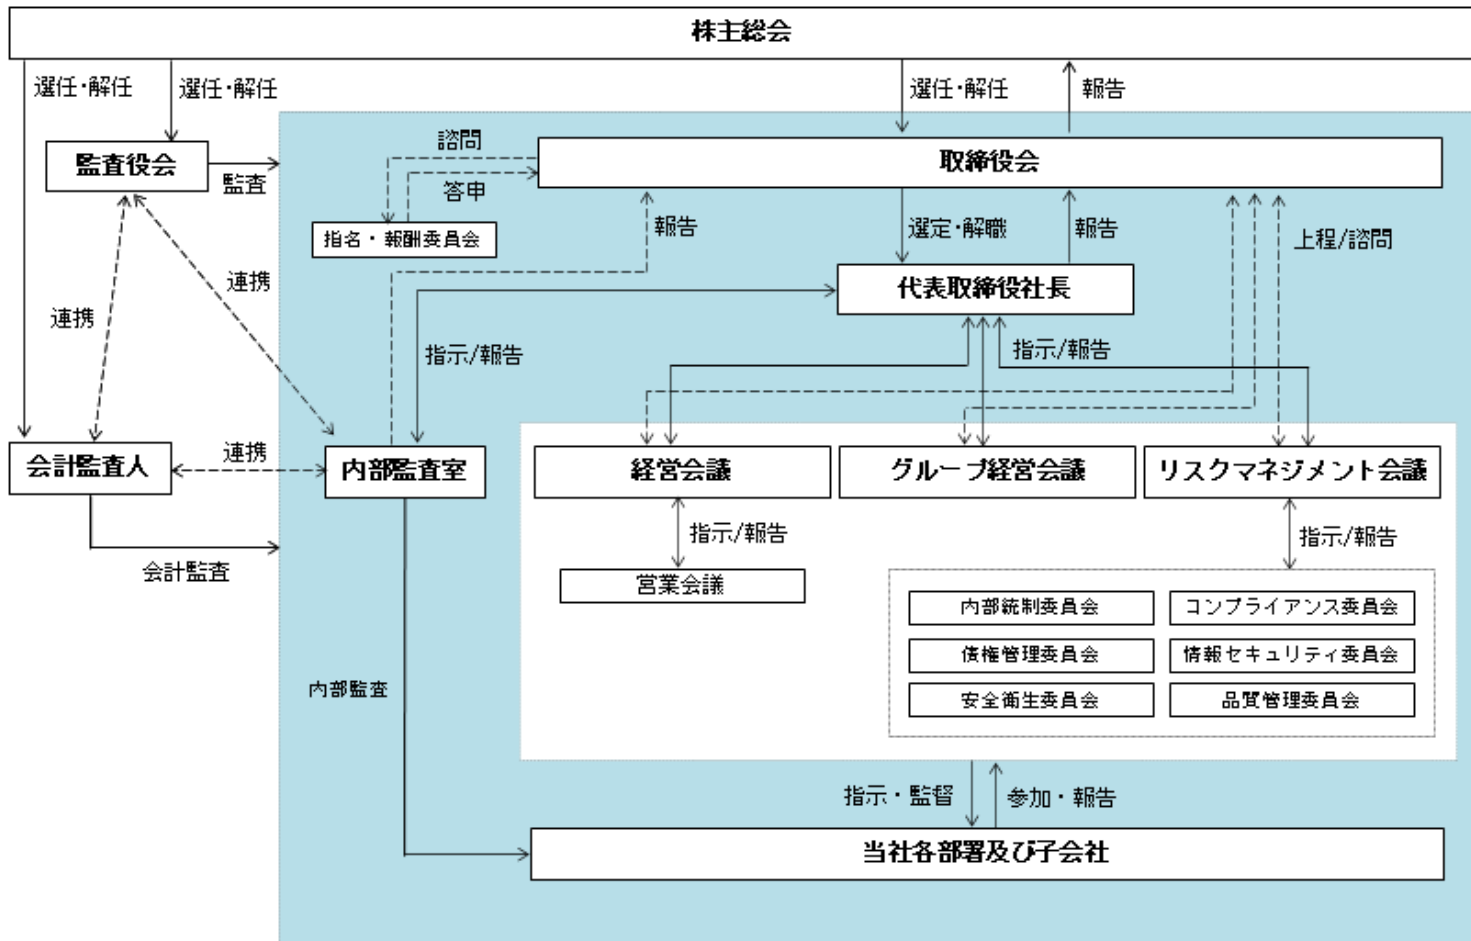 株主総会
選任・解任
選任・解任
選任・解任
報告
監査役会
監査
諮問
答申
取締役会
指名・報酬委員会
報告
選定・解職
報告
上程/諮問
連携
連携
代表取締役社長
指示/報告
指示/報告
会計監査人
連携
内部監査室
経営会議
グループ経営会議
リスクマネジメント会議
会計監査
指示/報告
指示/報告
営業会議
内部統制委員会
コンプライアンス委員会
債権管理委員会
情報セキュリティ委員会
安全衛生委員会
品質管理委員会
内部監査
指示・監督
参加・報告
当社各部署及び子会社